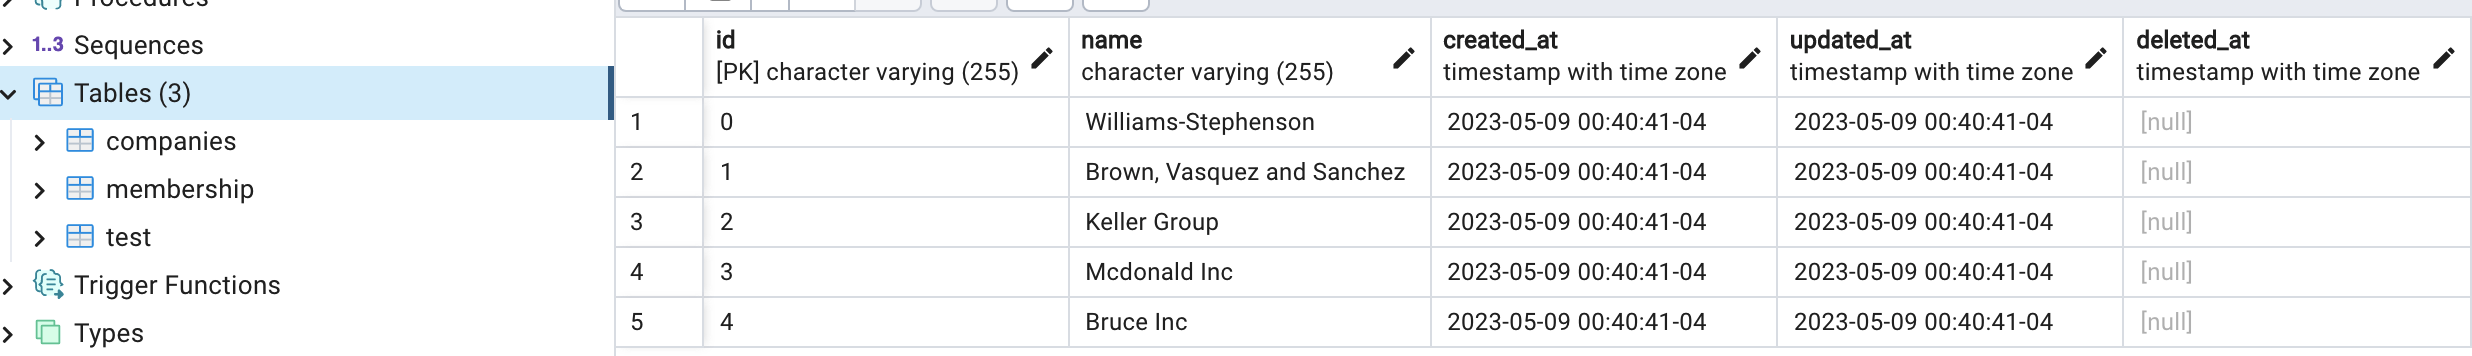 Procedures
1..3 Sequences
Tables (3)
companies
membership
test
Trigger Functions
Types
id name created_at updated_at deleted_at
[PK] character varying (255) character varying (255) timestamp with time zone timestamp with time zone timestamp with time zone
1 0 Williams-Stephenson 2023-05-09 00:40:41-04 2023-05-09 00:40:41-04 [null]
2 1 Brown, Vasquez and Sanchez 2023-05-09 00:40:41-04 2023-05-09 00:40:41-04 [null]
3 2 Keller Group 2023-05-09 00:40:41-04 2023-05-09 00:40:41-04 [null]
4 3 Mcdonald Inc 2023-05-09 00:40:41-04 2023-05-09 00:40:41-04 [null]
5 4 Bruce Inc 2023-05-09 00:40:41-04 2023-05-09 00:40:41-04 [null]